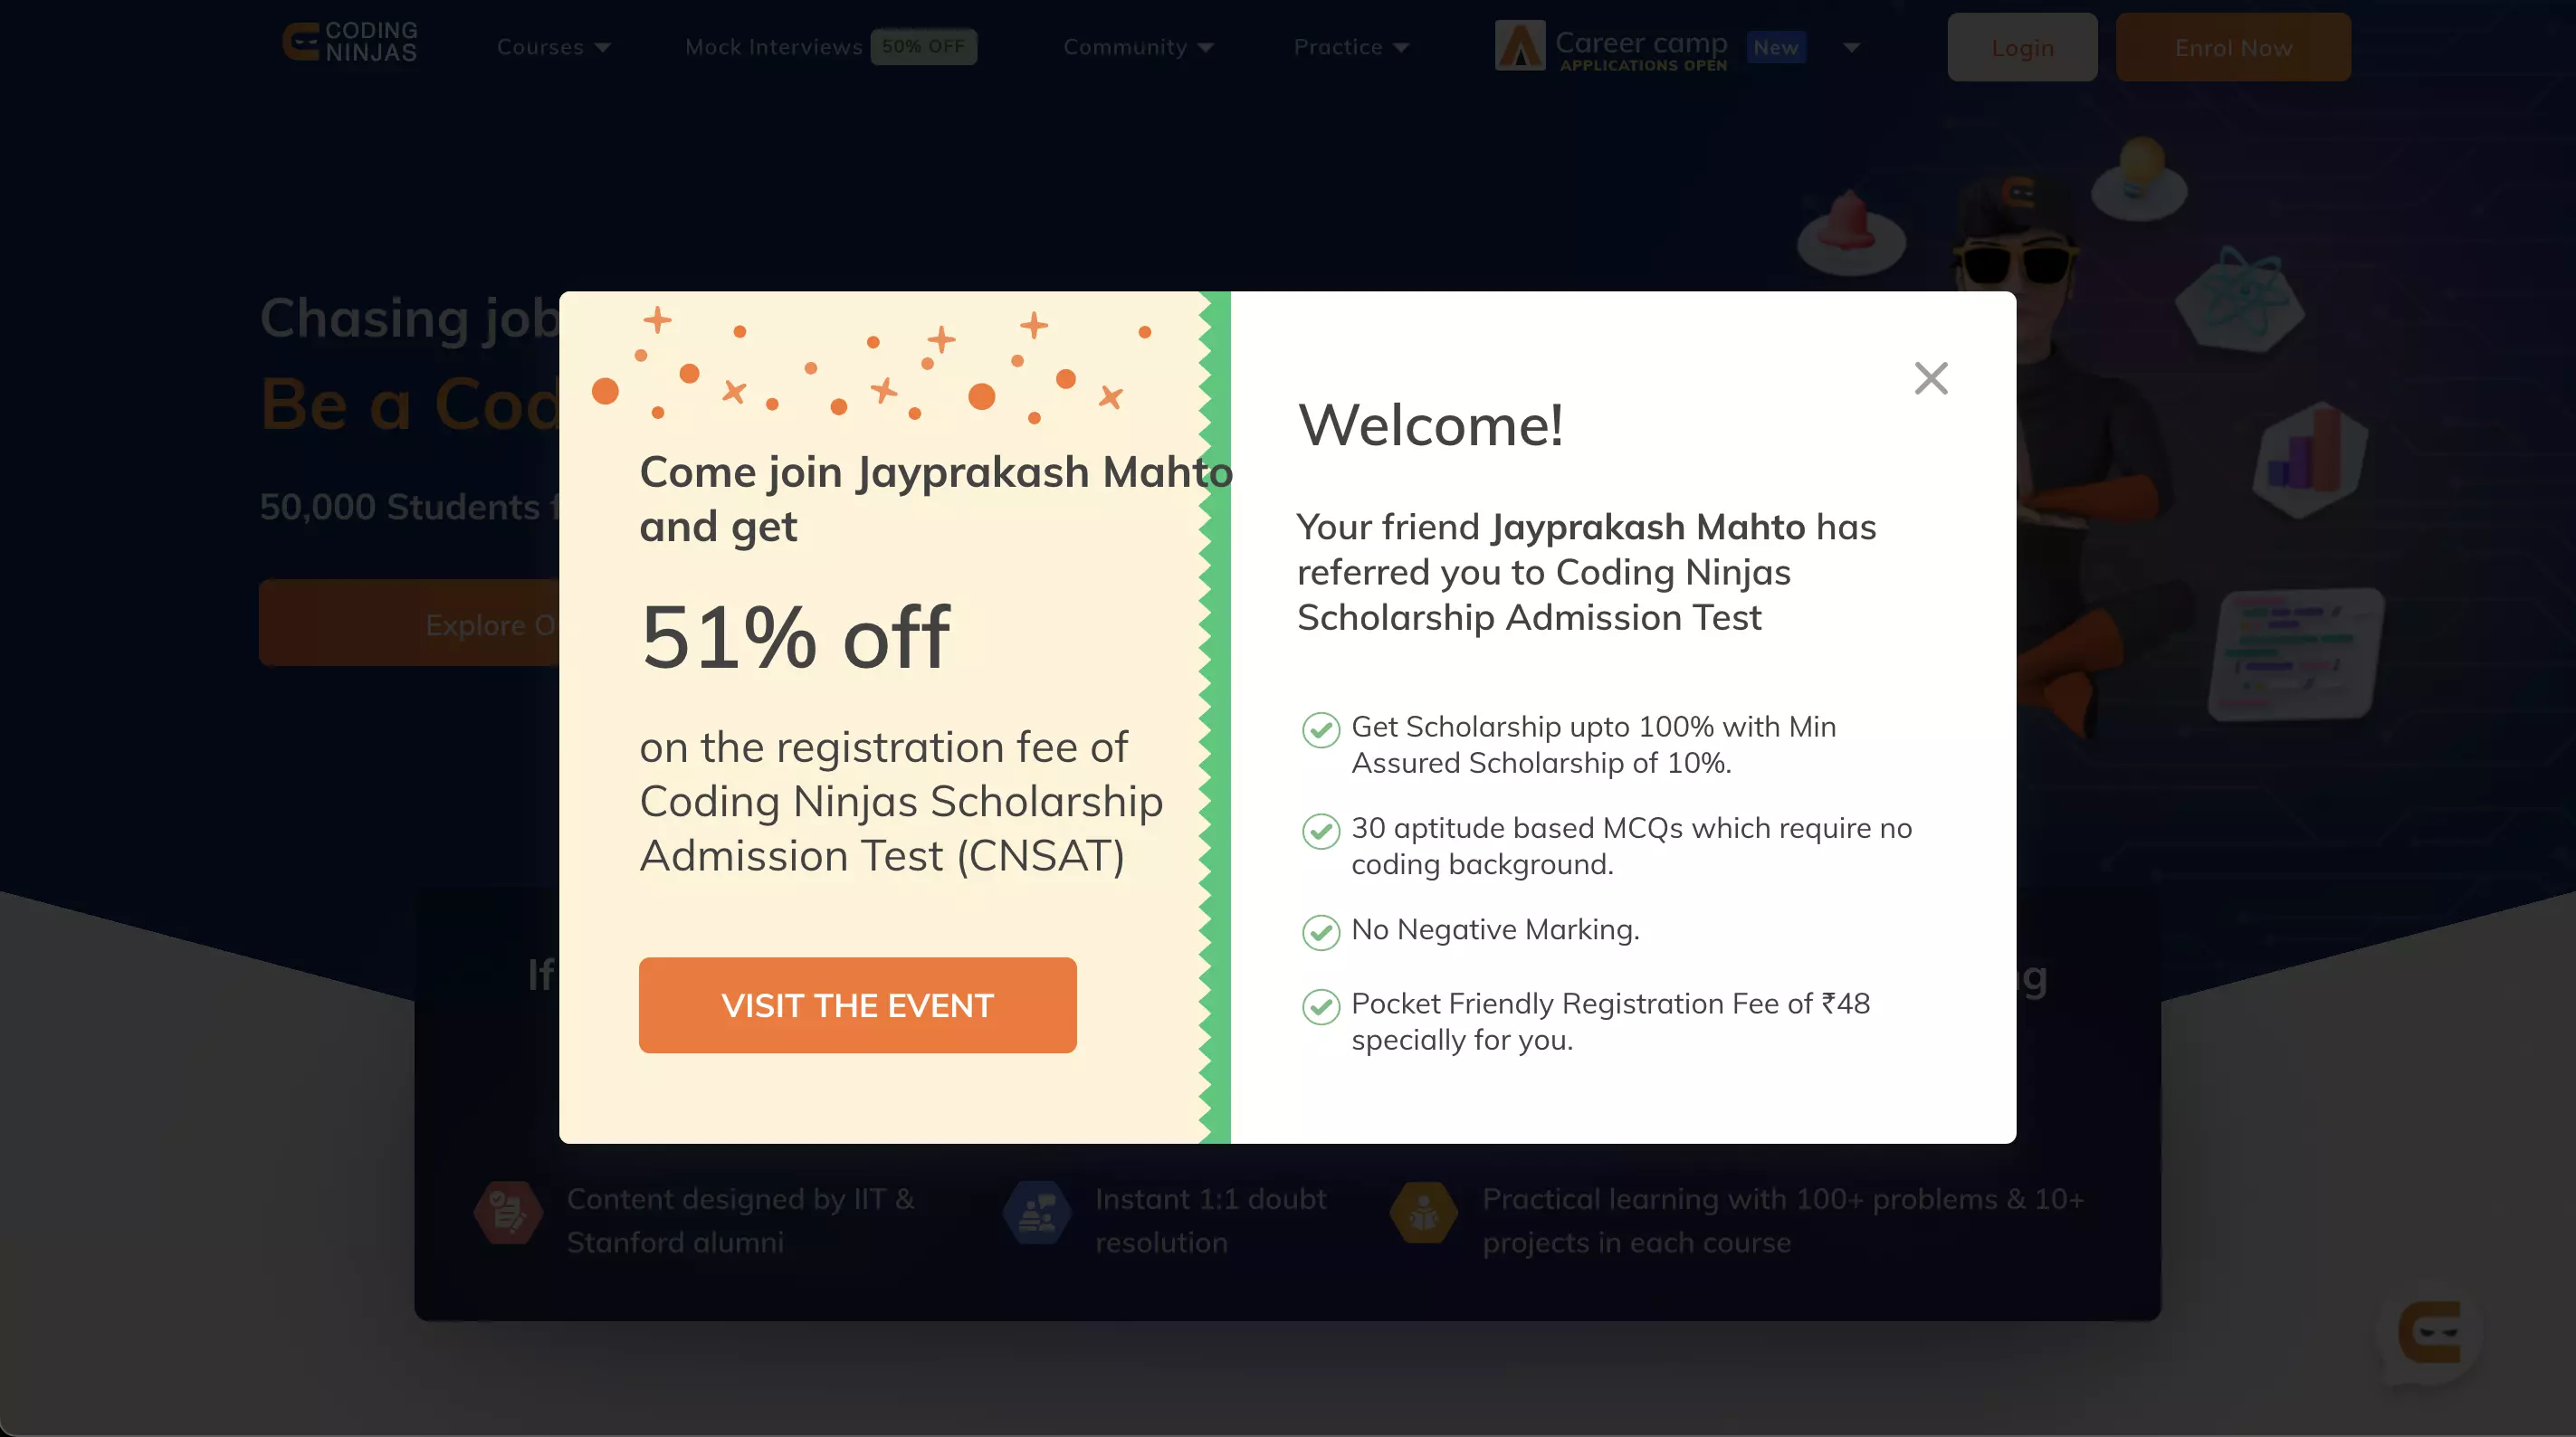 CODING
NINJAS
Courses
Mock Interviews
50% OFF
Community
Practice
Career camp
APPLICATIONS OPEN
New
Login
Enrol Now
Chasing job
Be a Cod
50,000 Students f
Explore O
Come join Jayprakash Mahto
and get
51% off
on the registration fee of
Coding Ninjas Scholarship
Admission Test (CNSAT)
VISIT THE EVENT
Welcome!
Your friend Jayprakash Mahto has
referred you to Coding Ninjas
Scholarship Admission Test
Get Scholarship upto 100% with Min
Assured Scholarship of 10%.
30 aptitude based MCQs which require no
coding background.
No Negative Marking.
Pocket Friendly Registration Fee of ₹48
specially for you.
If
g
Content designed by IIT &
Stanford alumni
Instant 1:1 doubt
resolution
Practical learning with 100+ problems & 10+
projects in each course